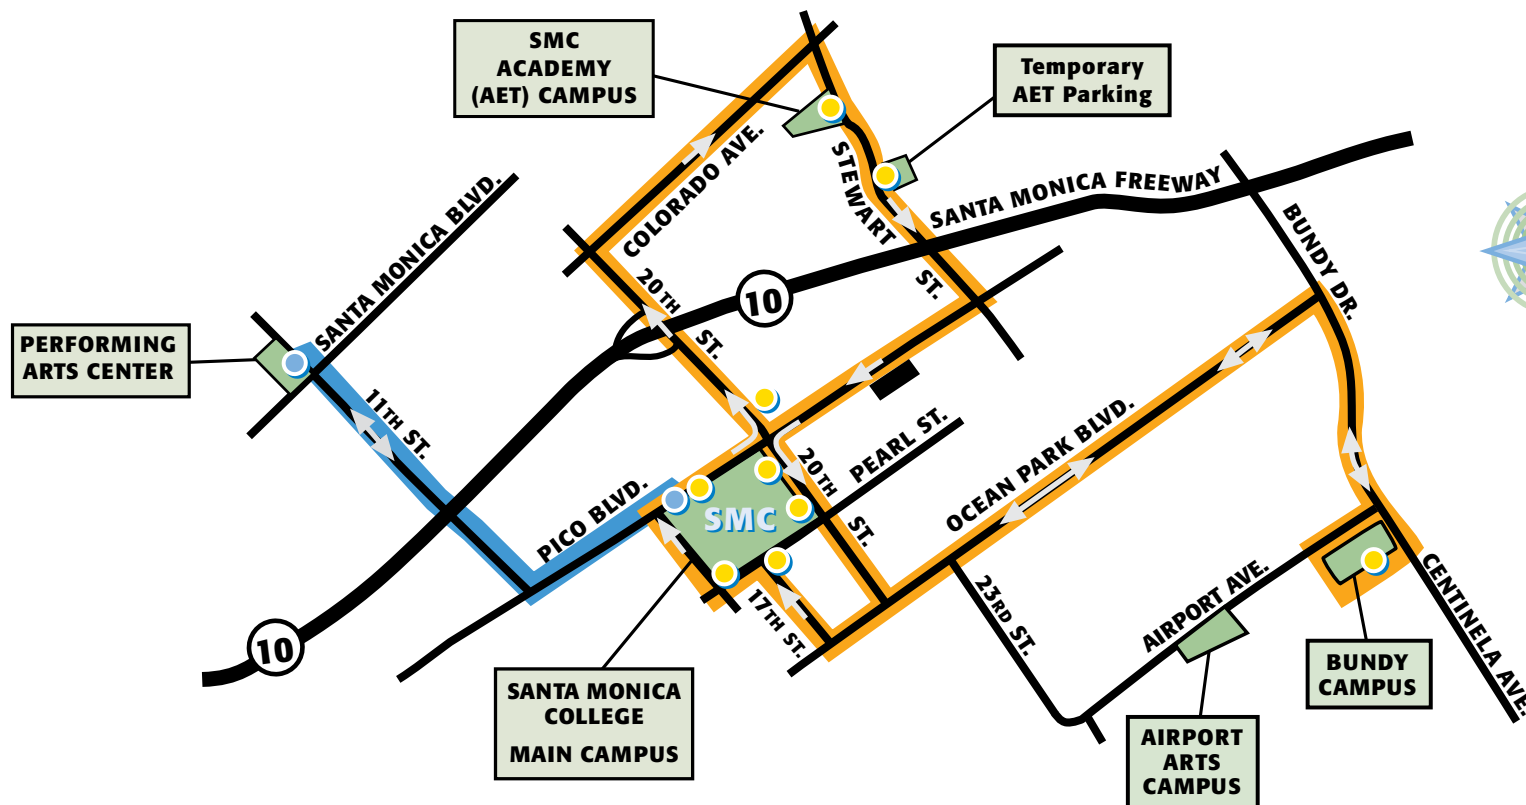 SMC
ACADEMY
(AET) CAMPUS
Temporary
AET Parking
COLORADO AVE.
STEWART
ST.
SANTA MONICA FREEWAY
BUNDY DR.
SANTA MONICA BLVD.
20TH
ST.
10
PERFORMING
ARTS CENTER
11TH ST.
PICO BLVD.
SMC
20TH
ST.
PEARL ST.
OCEAN PARK BLVD.
17TH ST.
23RD ST.
AIRPORT AVE.
CENTINELA AVE.
10
SANTA MONICA
COLLEGE
MAIN CAMPUS
BUNDY
CAMPUS
AIRPORT
ARTS
CAMPUS